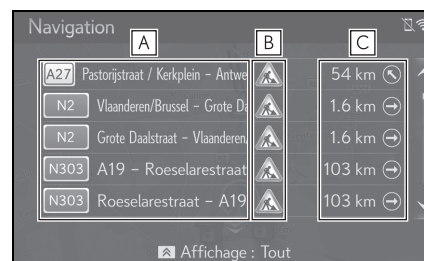 Navigation
A B C
A27 Pastorijstraat / Kerkplein – Antwe 54 km
N2 Vlaanderen/Brussel – Grote Da 1.6 km
N2 Grote Daalstraat – Vlaanderen, 1.6 km
N303 A19 – Roeselarestraat 103 km
N303 Roeselarestraat – A19 103 km
Affichage : Tout